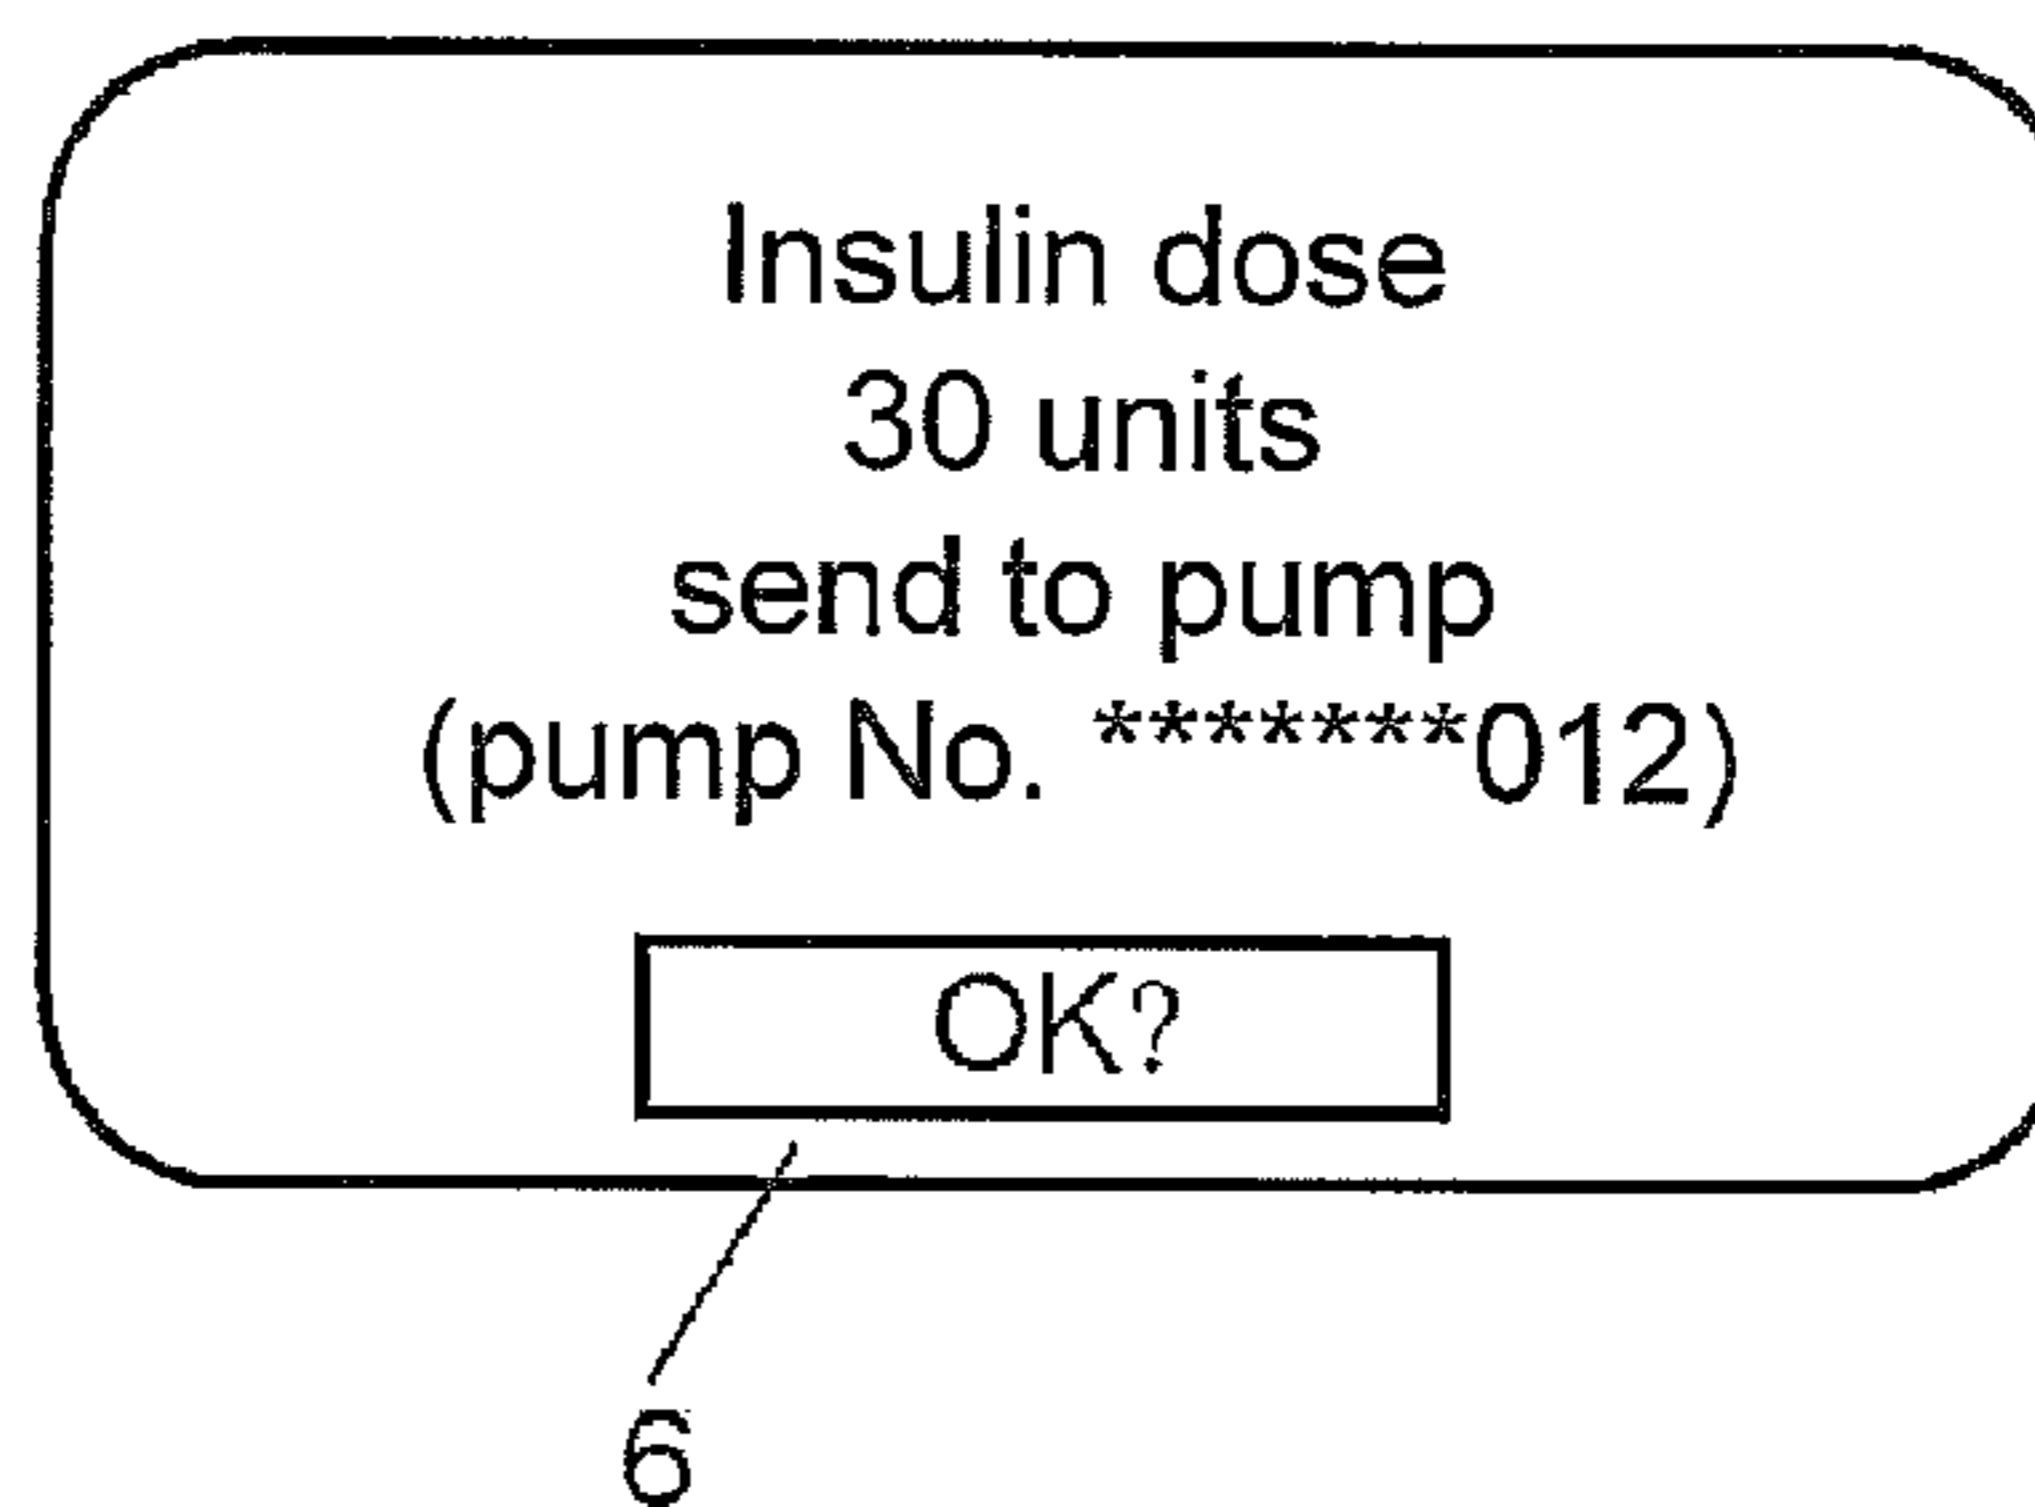 Insulin dose
30 units
send to pump
(pump No. *******012)
OK?
6